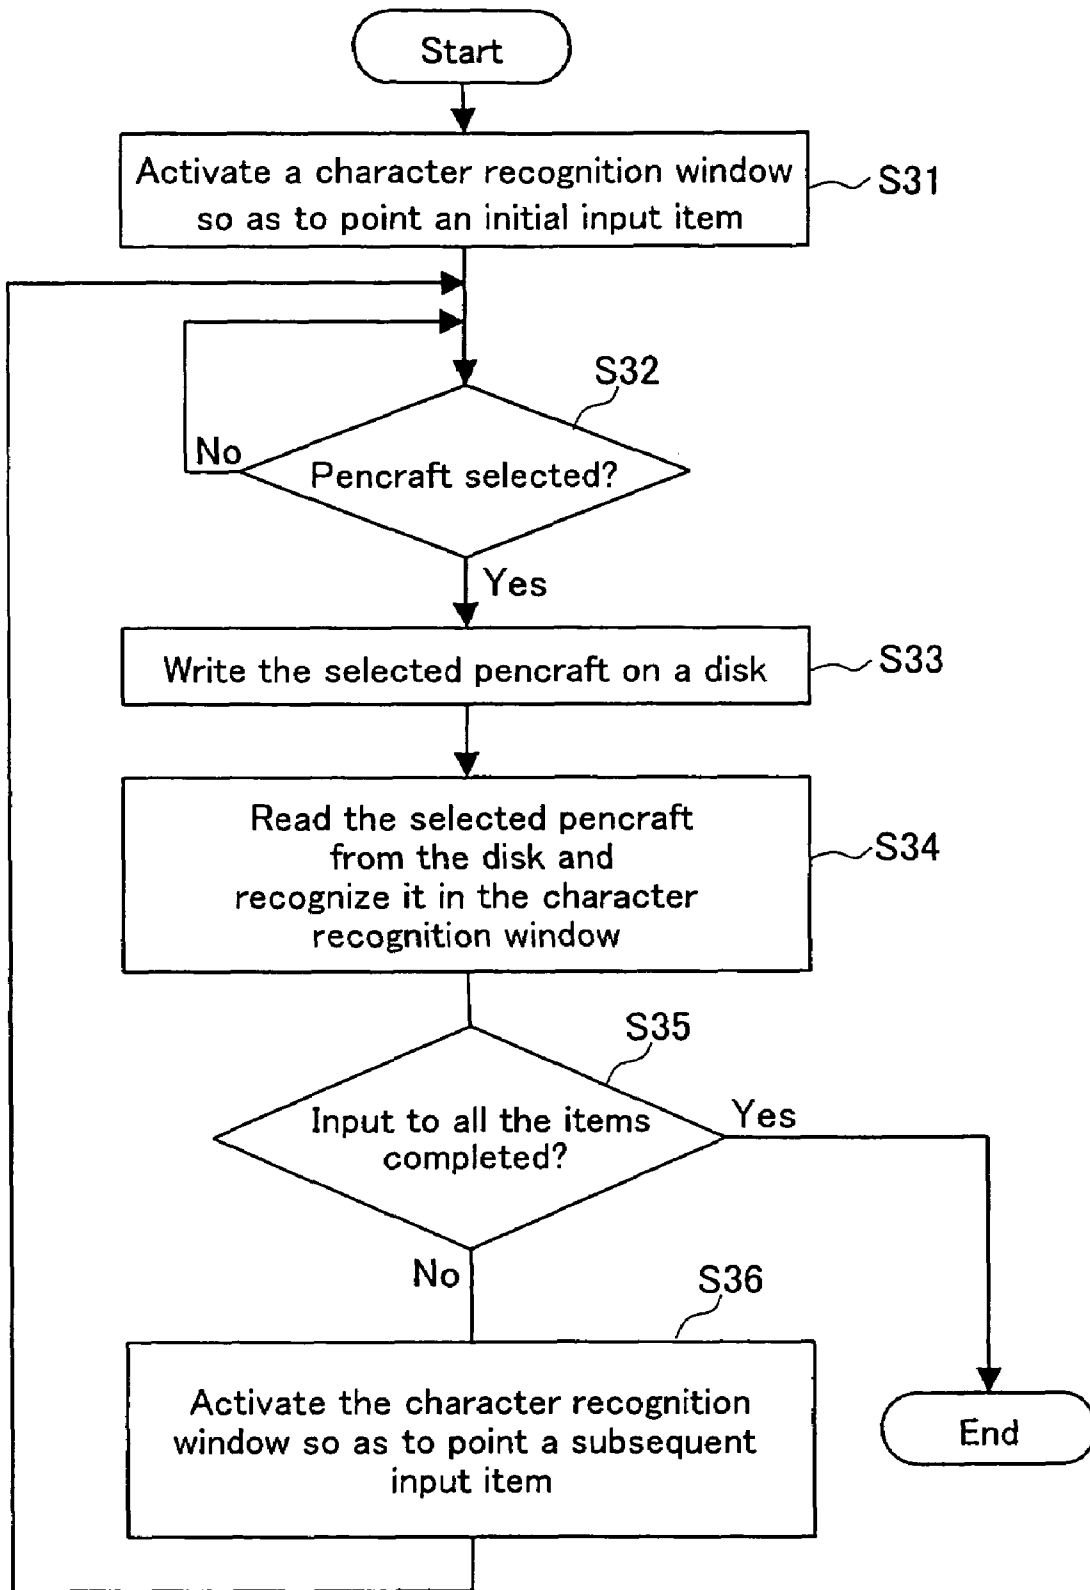 Start
Activate a character recognition window
so as to point an initial input item
S31
S32
No
Pencraft selected?
Yes
Write the selected pencraft on a disk
S33
Read the selected pencraft
from the disk and
recognize it in the character
recognition window
S34
S35
Input to all the items
completed?
Yes
No
S36
Activate the character recognition
window so as to point a subsequent
input item
End